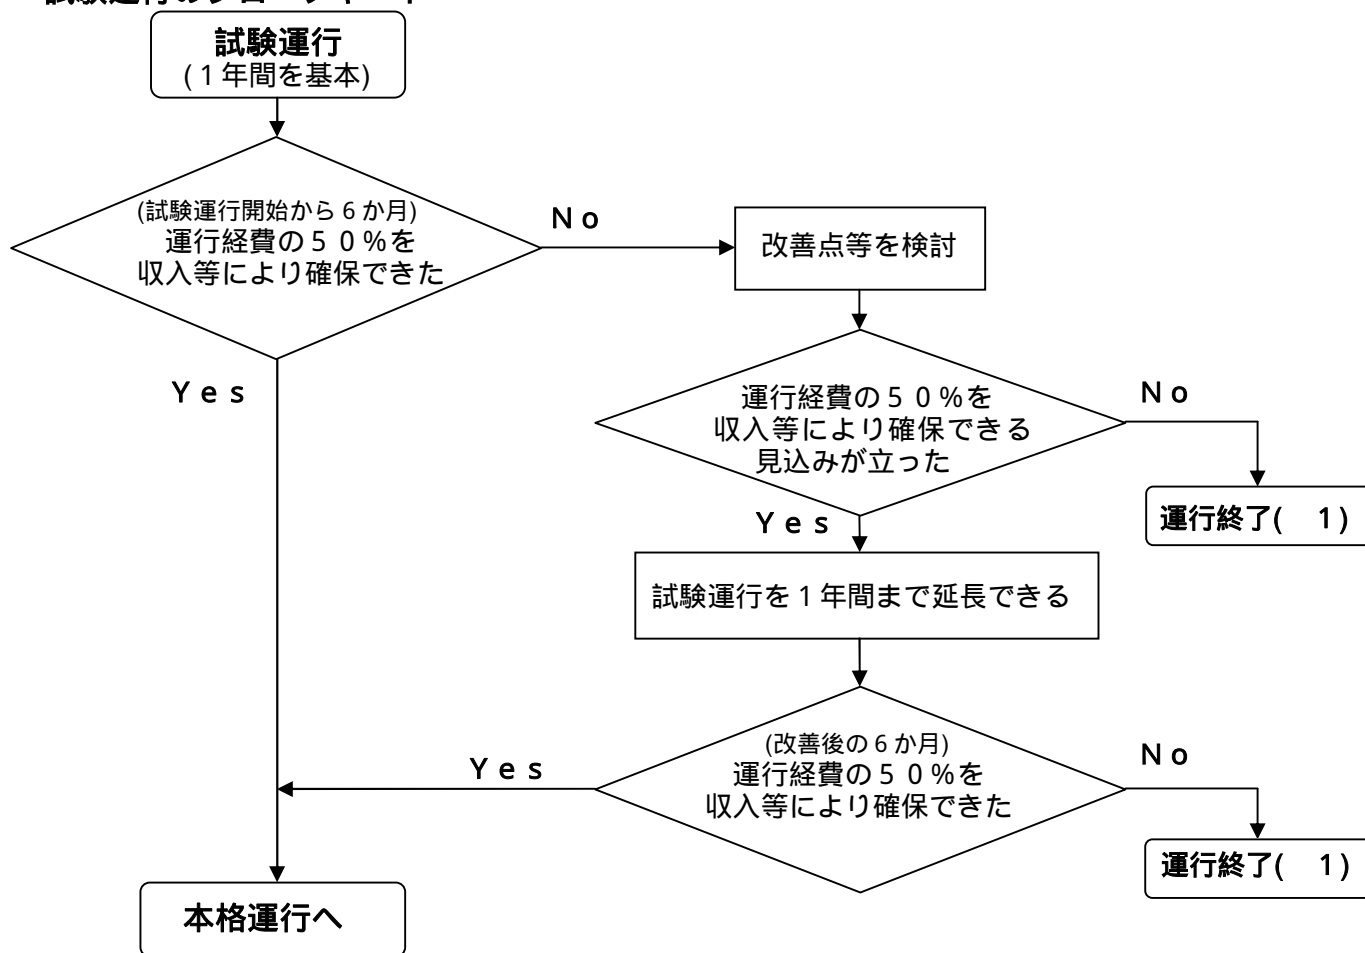 試験運行
(１年間を基本)
(試験運行開始から６か月)
運行経費の５０％を
収入等により確保できた
Ｎｏ
改善点等を検討
Ｙｅｓ
運行経費の５０％を
収入等により確保できる
見込みが立った
Ｎｏ
運行終了(　1)
Ｙｅｓ
試験運行を１年間まで延長できる
(改善後の６か月)
運行経費の５０％を
収入等により確保できた
Ｙｅｓ
Ｎｏ
運行終了(　1)
本格運行へ